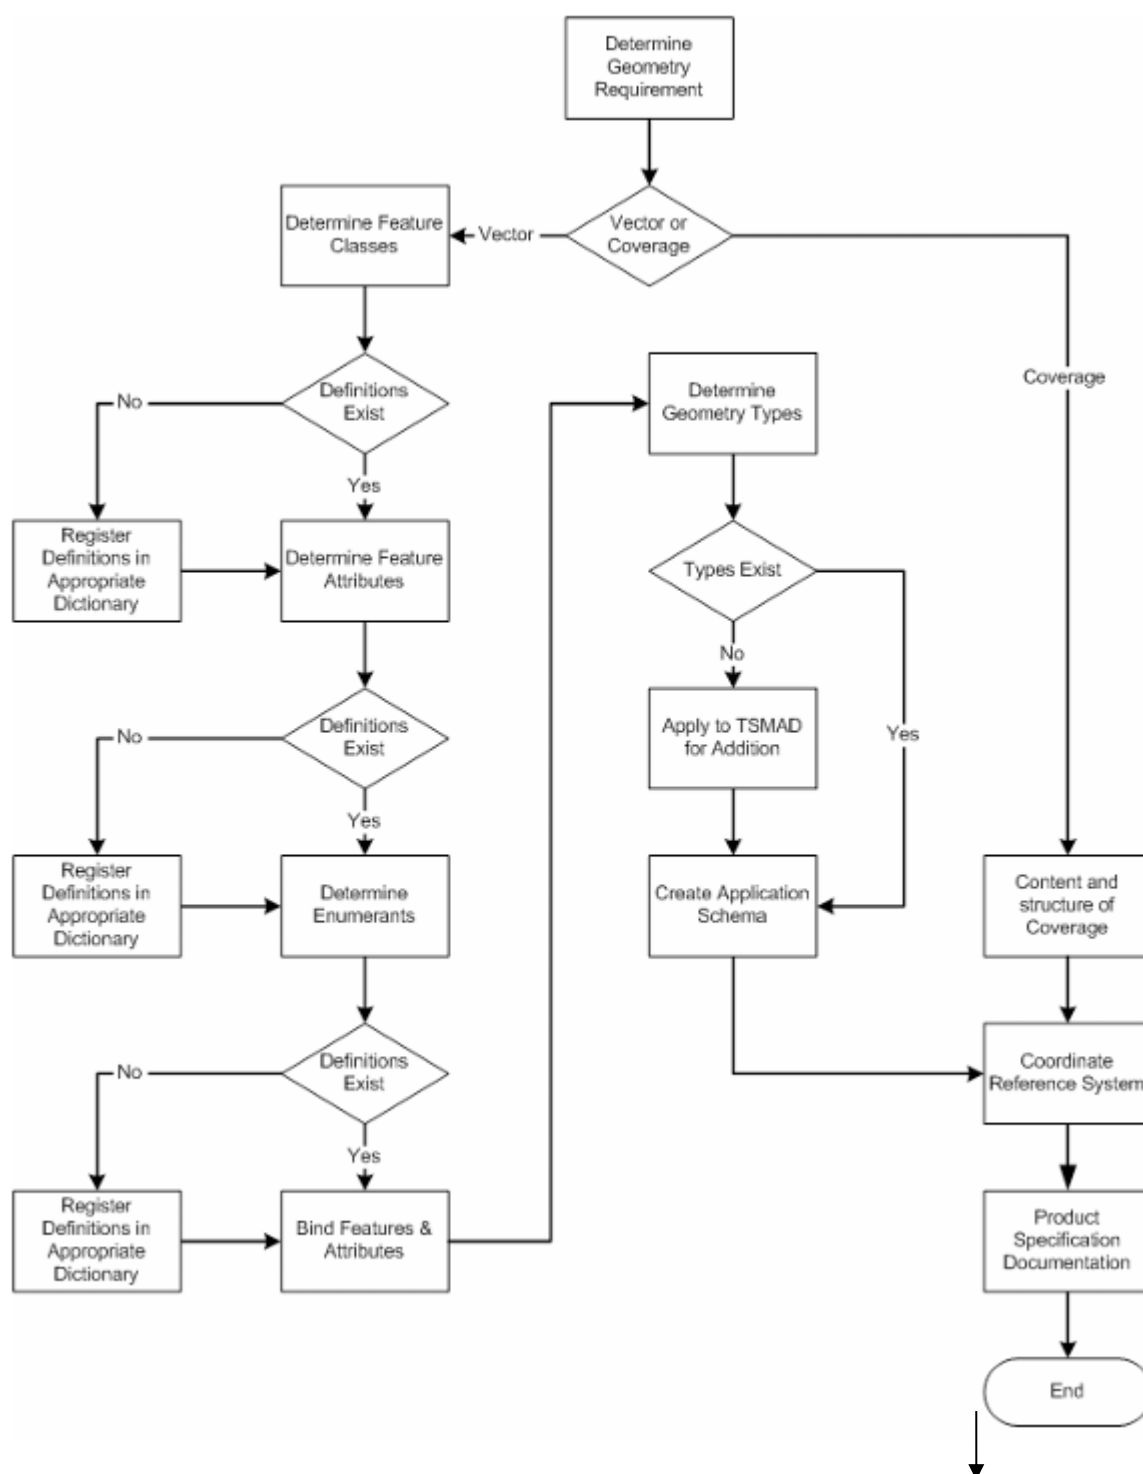 Determine
Geometry
Requirement
Vector or
Coverage
Vector
Coverage
Determine Feature
Classes
Definitions
Exist
No
Yes
Register
Definitions in
Appropriate
Dictionary
Determine Feature
Attributes
Definitions
Exist
No
Yes
Register
Definitions in
Appropriate
Dictionary
Determine
Enumerants
Definitions
Exist
No
Yes
Register
Definitions in
Appropriate
Dictionary
Bind Features &
Attributes
Determine
Geometry Types
Types Exist
No
Yes
Apply to TSMAD
for Addition
Create Application
Schema
Content and
structure of
Coverage
Coordinate
Reference System
Product
Specification
Documentation
End